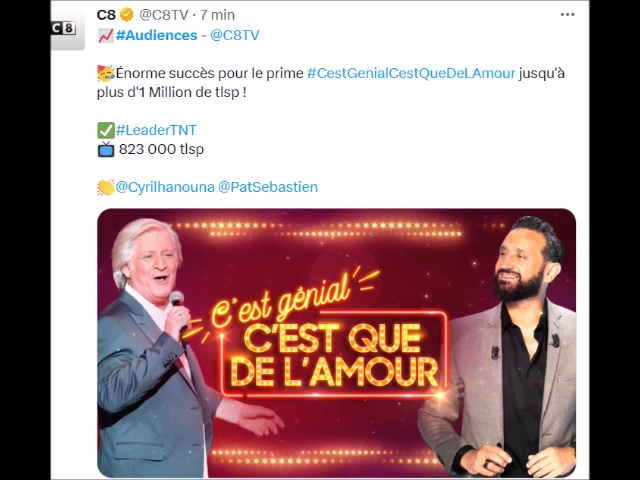 C8 @C8TV · 7 min
C8
#Audiences - @C8TV
Énorme succès pour le prime #CestGenialCestQueDeLAmour jusqu'à
plus d'1 Million de tlsp !
#LeaderTNT
823 000 tlsp
@Cyrilhanouna @PatSebastien
C'est génial
C'EST QUE
DE L'AMOUR